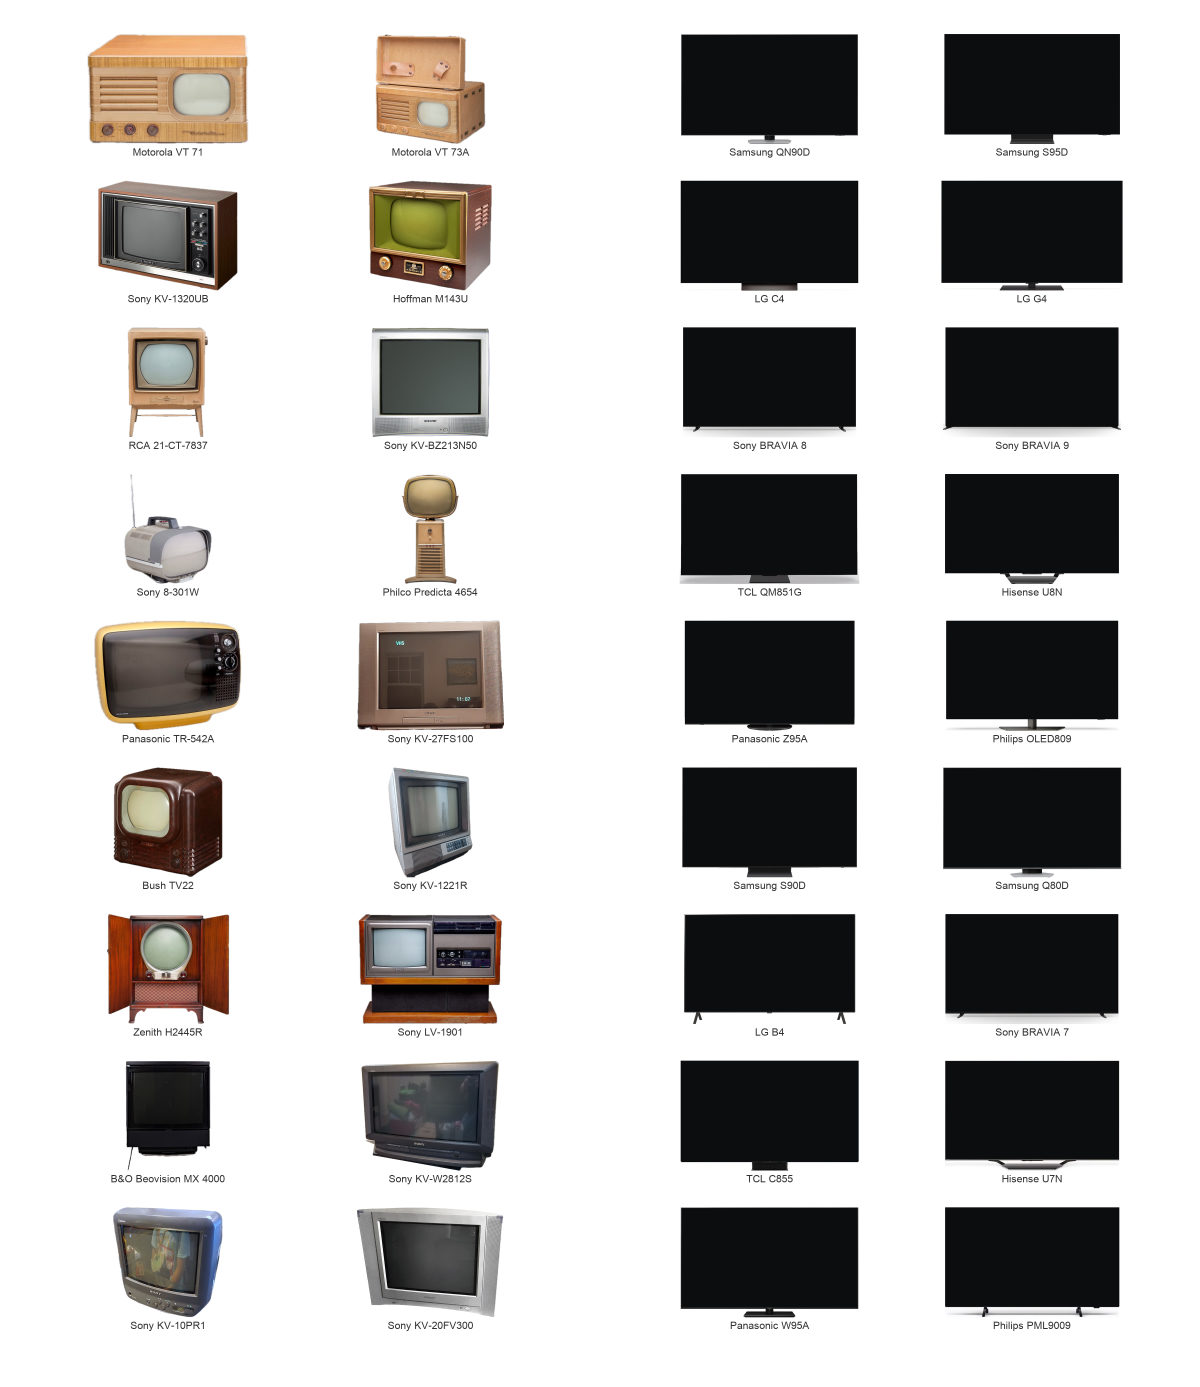 Motorola VT 71
Motorola VT 73A
Samsung QN90D
Samsung S95D
Sony KV-1320UB
Hoffman M143U
LG C4
LG G4
RCA 21-CT-7837
Sony KV-BZ213N50
Sony BRAVIA 8
Sony BRAVIA 9
Sony 8-301W
Philco Predicta 4654
TCL QM851G
Hisense U8N
VHS
11:07
Panasonic TR-542A
Sony KV-27FS100
Panasonic Z95A
Philips OLED809
Bush TV22
Sony KV-1221R
Samsung S90D
Samsung Q80D
Zenith H2445R
Sony LV-1901
LG B4
Sony BRAVIA 7
B&O Beovision MX 4000
Sony KV-W2812S
TCL C855
Hisense U7N
SONY
Sony KV-10PR1
Sony KV-20FV300
Panasonic W95A
Philips PML9009